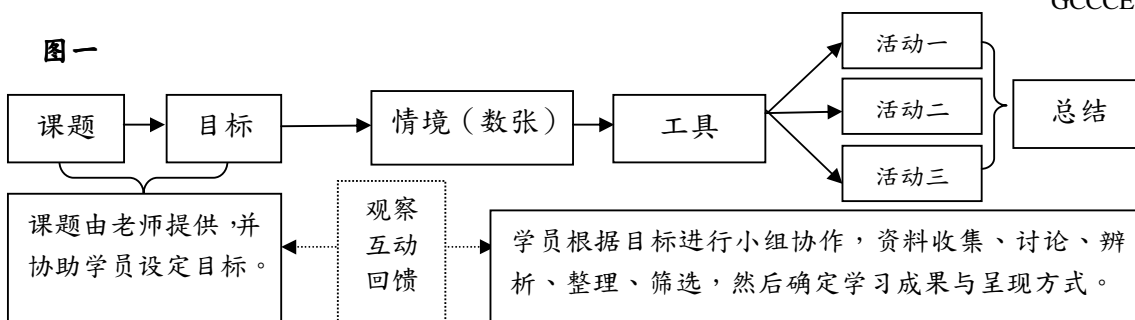 GCCCE
图一
课题
目标
情境（数张）
工具
活动一
活动二
活动三
总结
课题由老师提供，并
协助学员设定目标。
观察
互动
回馈
学员根据目标进行小组协作，资料收集、讨论、辨
析、整理、筛选，然后确定学习成果与呈现方式。